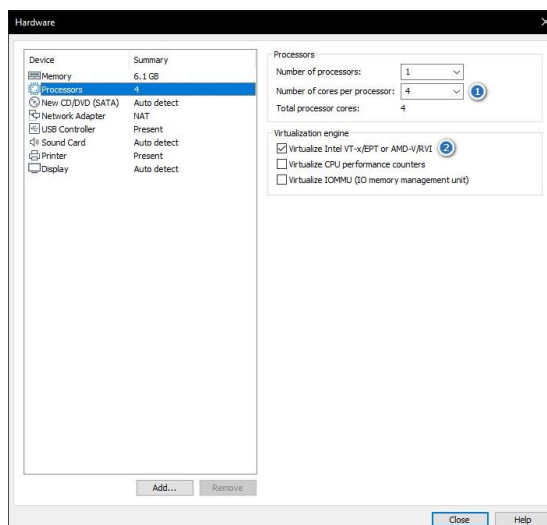 Hardware
Device Summary
Memory 6.1 GB
Processors 4
New CD/DVD (SATA) Auto detect
Network Adapter NAT
USB Controller Present
Sound Card Auto detect
Printer Present
Display Auto detect
Add... Remove
Processors
Number of processors: 1
Number of cores per processor: 4 1
Total processor cores: 4
Virtualization engine
Virtualize Intel VT-x/EPT or AMD-V/RVI 2
Virtualize CPU performance counters
Virtualize IOMMU (IO memory management unit)
Close Help